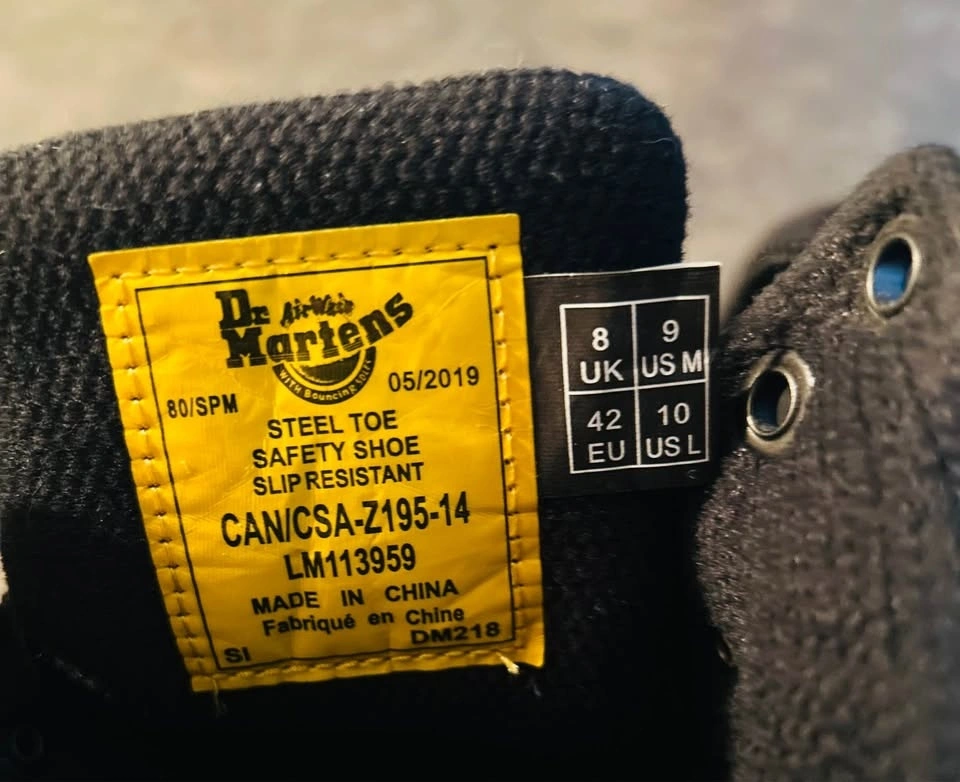 Dr. AirWair
Martens
WITH Bouncing SOLES
80/SPM 05/2019
STEEL TOE
SAFETY SHOE
SLIP RESISTANT
CAN/CSA-Z195-14
LM113959
MADE IN CHINA
Fabriqué en Chine
DM218
SI
8 UK
9 US M
42 EU
10 US L